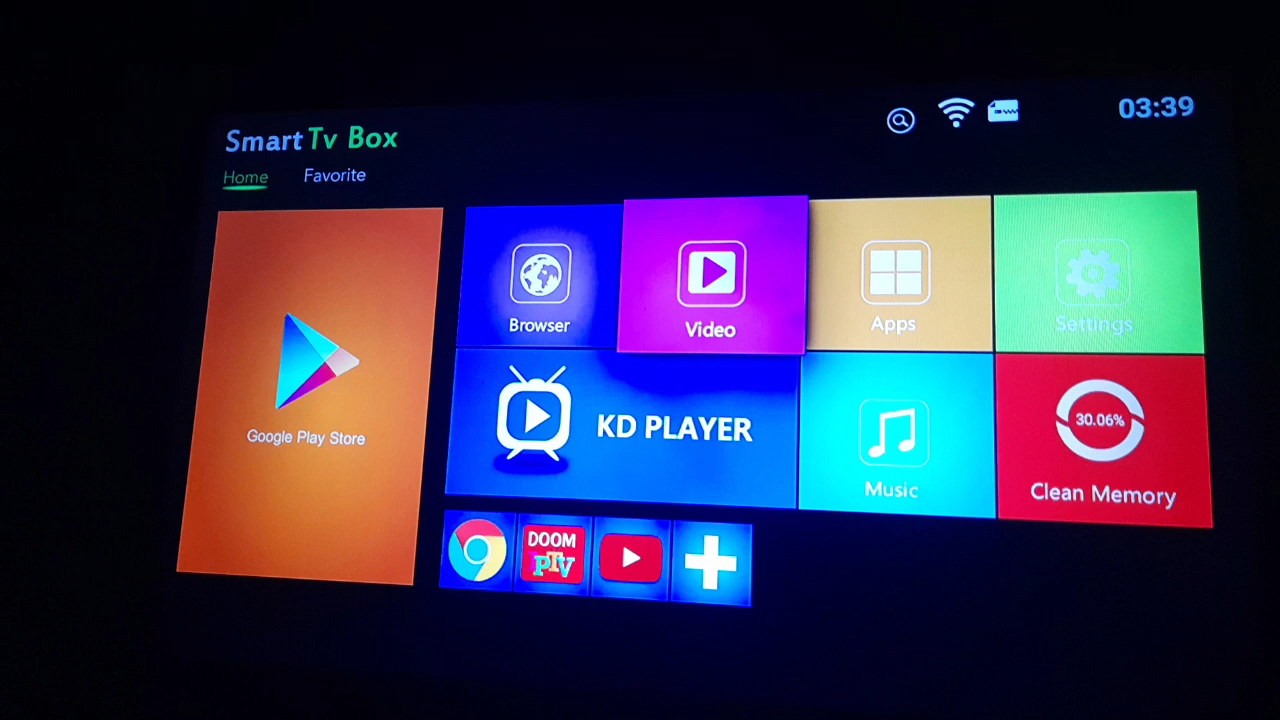 Smart Tv Box
03:39
Home Favorite
Google Play Store
Browser
Video
Apps
Settings
KD PLAYER
Music
30.06%
Clean Memory
DOOM
PTV